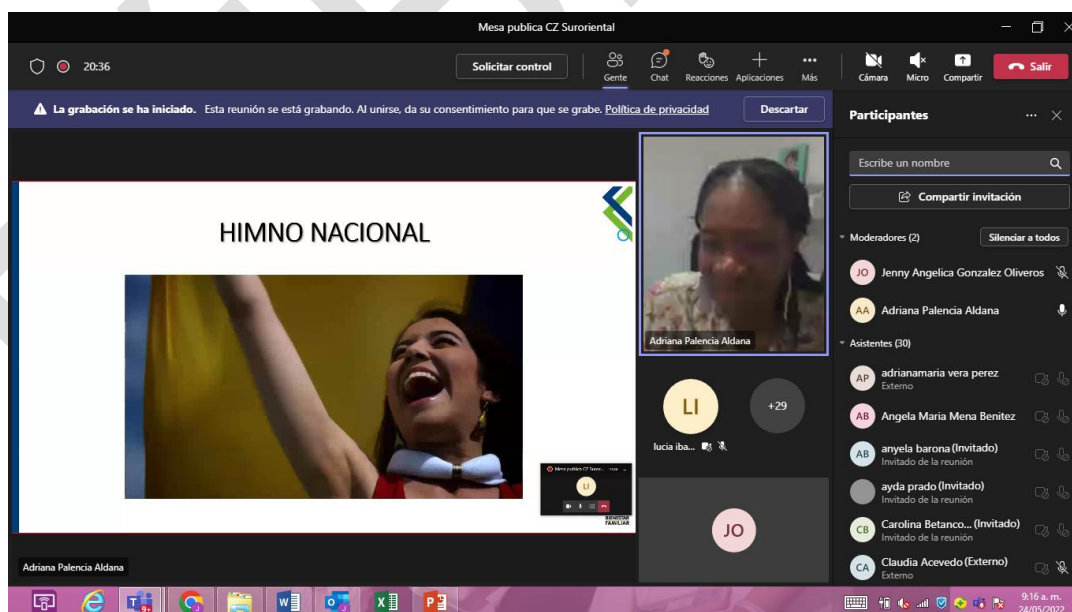 Mesa publica CZ Suroriental
20:36
Solicitar control
Gente
Chat
Reacciones
Aplicaciones
Más
Cámara
Micro
Compartir
Salir
La grabación se ha iniciado. Esta reunión se está grabando. Al unirse, da su consentimiento para que se grabe. Política de privacidad
Descartar
HIMNO NACIONAL
LI
BIENESTAR
FAMILIAR
Adriana Palencia Aldana
Adriana Palencia Aldana
LI
+29
lucia iba...
JO
Participantes
Escribe un nombre
Compartir invitación
Moderadores (2)
Silenciar a todos
JO Jenny Angelica Gonzalez Oliveros
AA Adriana Palencia Aldana
Asistentes (30)
AP adrianamaria vera perez
Externo
AB Angela Maria Mena Benitez
AB anyela barona (Invitado)
Invitado de la reunión
ayda prado (Invitado)
Invitado de la reunión
CB Carolina Betanco... (Invitado)
Invitado de la reunión
CA Claudia Acevedo (Externo)
Externo
9:16 a. m.
24/05/2022